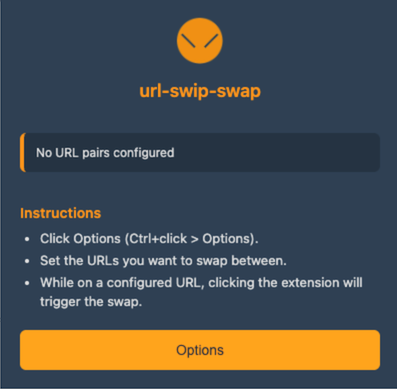 url-swip-swap
No URL pairs configured
Instructions
• Click Options (Ctrl+click > Options).
• Set the URLs you want to swap between.
• While on a configured URL, clicking the extension will
trigger the swap.
Options